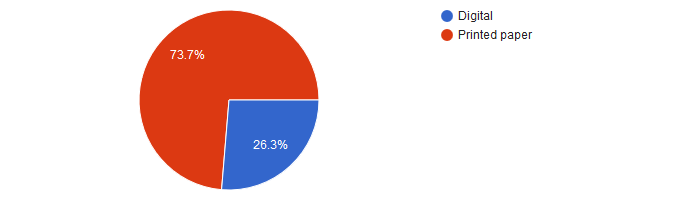 73.7%
26.3%
Digital
Printed paper